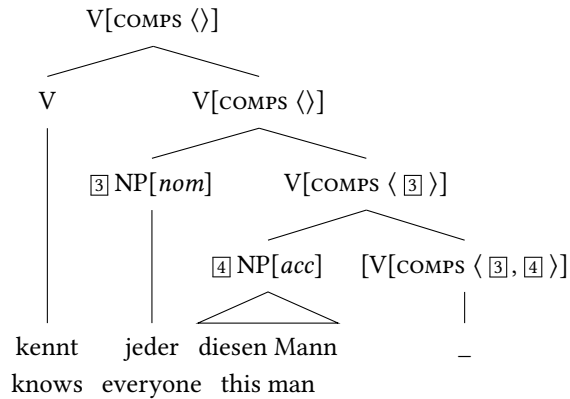 V[COMPS ⟨⟩]
V V[COMPS ⟨⟩]
3 NP[nom] V[COMPS ⟨ 3 ⟩]
4 NP[acc] [V[COMPS ⟨ 3 , 4 ⟩]
kennt jeder diesen Mann _
knows everyone this man